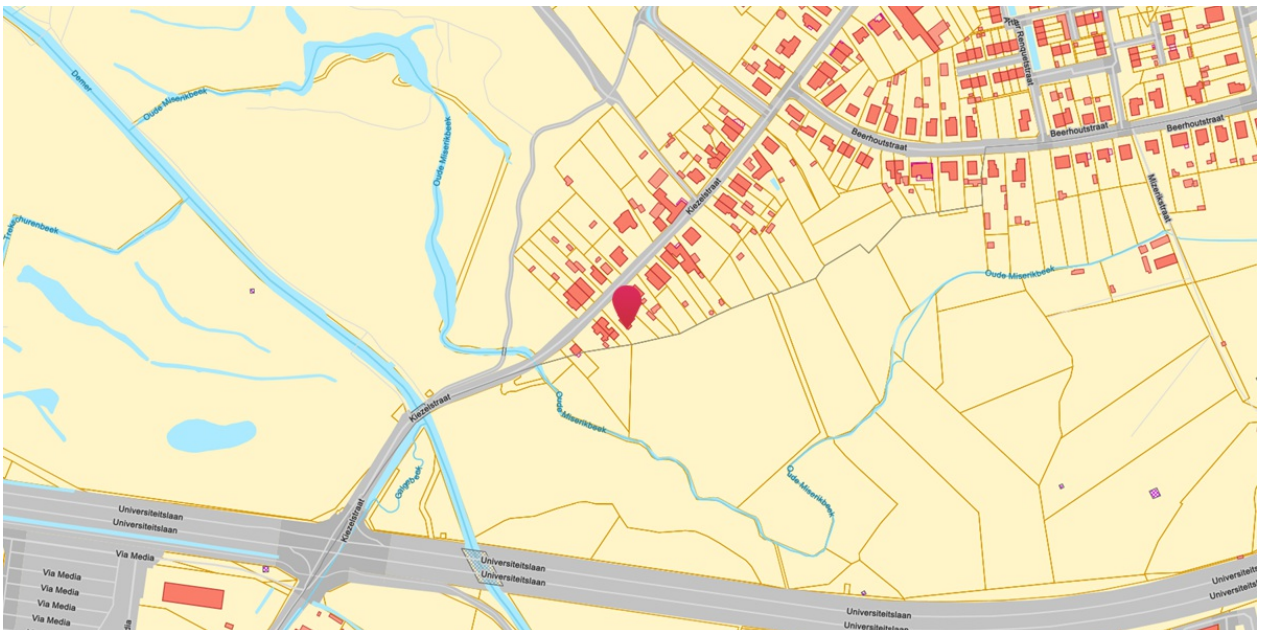 Demer
Oude Miserikbeek
Oude Miserikbeek
Beerhoutstraat
Beerhoutstraat
Beerhoutstraat
Mizerikstraat
Kiezelstraat
Oude Miserikbeek
Kiezelstraat
Oude Miserikbeek
Oude Miserikbeek
Kiezelstraat
Universiteitslaan
Universiteitslaan
Via Media
Via Media
Via Media
Via Media
Via Media
Universiteitslaan
Universiteitslaan
Universiteitslaan
Universiteitslaan